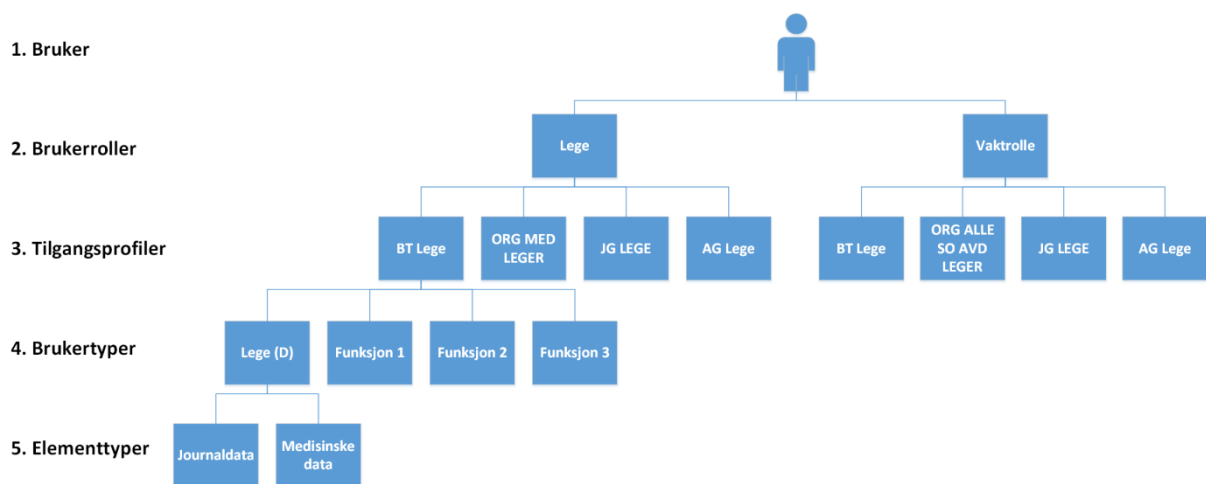 1. Bruker
2. Brukerroller
Lege
Vaktrolle
3. Tilgangsprofiler
BT Lege
ORG MED
LEGER
JG LEGE
AG Lege
BT Lege
ORG ALLE
SO AVD
LEGER
JG LEGE
AG Lege
4. Brukertyper
Lege (D)
Funksjon 1
Funksjon 2
Funksjon 3
5. Elementtyper
Journaldata
Medisinske
data